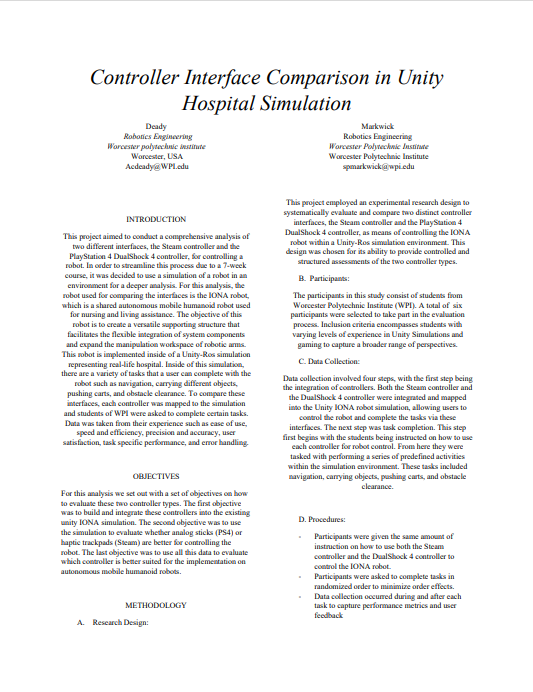 Controller Interface Comparison in Unity
Hospital Simulation
Deady
Robotics Engineering
Worcester polytechnic institute
Worcester, USA
Acdeady@WPI.edu
Markwick
Robotics Engineering
Worcester Polytechnic Institute
Worcester Polytechnic Institute
spmarkwick@wpi.edu
INTRODUCTION
This project aimed to conduct a comprehensive analysis of
two different interfaces, the Steam controller and the
PlayStation 4 DualShock 4 controller, for controlling a
robot. In order to streamline this process due to a 7-week
course, it was decided to use a simulation of a robot in an
environment for a deeper analysis. For this analysis, the
robot used for comparing the interfaces is the IONA robot,
which is a shared autonomous mobile humanoid robot used
for nursing and living assistance. The objective of this
robot is to create a versatile supporting structure that
facilitates the flexible integration of system components
and expand the manipulation workspace of robotic arms.
This robot is implemented inside of a Unity-Ros simulation
representing real-life hospital. Inside of this simulation,
there are a variety of tasks that a user can complete with the
robot such as navigation, carrying different objects,
pushing carts, and obstacle clearance. To compare these
interfaces, each controller was mapped to the simulation
and students of WPI were asked to complete certain tasks.
Data was taken from their experience such as ease of use,
speed and efficiency, precision and accuracy, user
satisfaction, task specific performance, and error handling.
OBJECTIVES
For this analysis we set out with a set of objectives on how
to evaluate these two controller types. The first objective
was to build and integrate these controllers into the existing
unity IONA simulation. The second objective was to use
the simulation to evaluate whether analog sticks (PS4) or
haptic trackpads (Steam) are better for controlling the
robot. The last objective was to use all this data to evaluate
which controller is better suited for the implementation on
autonomous mobile humanoid robots.
METHODOLOGY
A. Research Design:
This project employed an experimental research design to
systematically evaluate and compare two distinct controller
interfaces, the Steam controller and the PlayStation 4
DualShock 4 controller, as means of controlling the IONA
robot within a Unity-Ros simulation environment. This
design was chosen for its ability to provide controlled and
structured assessments of the two controller types.
B. Participants:
The participants in this study consist of students from
Worcester Polytechnic Institute (WPI). A total of six
participants were selected to take part in the evaluation
process. Inclusion criteria encompasses students with
varying levels of experience in Unity Simulations and
gaming to capture a broader range of perspectives.
C. Data Collection:
Data collection involved four steps, with the first step being
the integration of controllers. Both the Steam controller and
the DualShock 4 controller were integrated and mapped
into the Unity IONA robot simulation, allowing users to
control the robot and complete the tasks via these
interfaces. The next step was task completion. This step
first begins with the students being instructed on how to use
each controller for robot control. From here they were
tasked with performing a series of predefined activities
within the simulation environment. These tasks included
navigation, carrying objects, pushing carts, and obstacle
clearance.
D. Procedures:
- Participants were given the same amount of
instruction on how to use both the Steam
controller and the DualShock 4 controller to
control the IONA robot.
- Participants were asked to complete tasks in
randomized order to minimize order effects.
- Data collection occurred during and after each
task to capture performance metrics and user
feedback